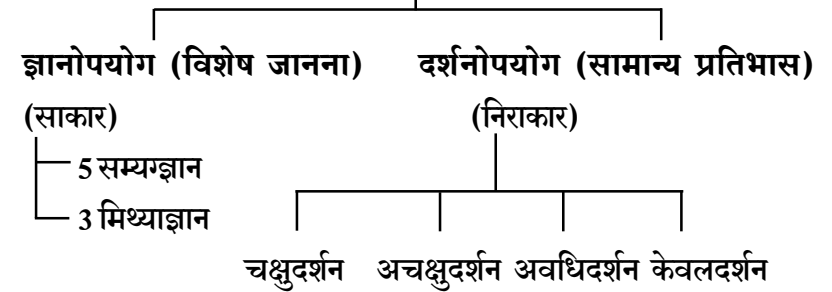 ज्ञानोपयोग (विशेष जानना) दर्शनोपयोग (सामान्य प्रतिभास)
(साकार) (निराकार)
5 सम्यग्ज्ञान
3 मिथ्याज्ञान
चक्षुदर्शन अचक्षुदर्शन अवधिदर्शन केवलदर्शन